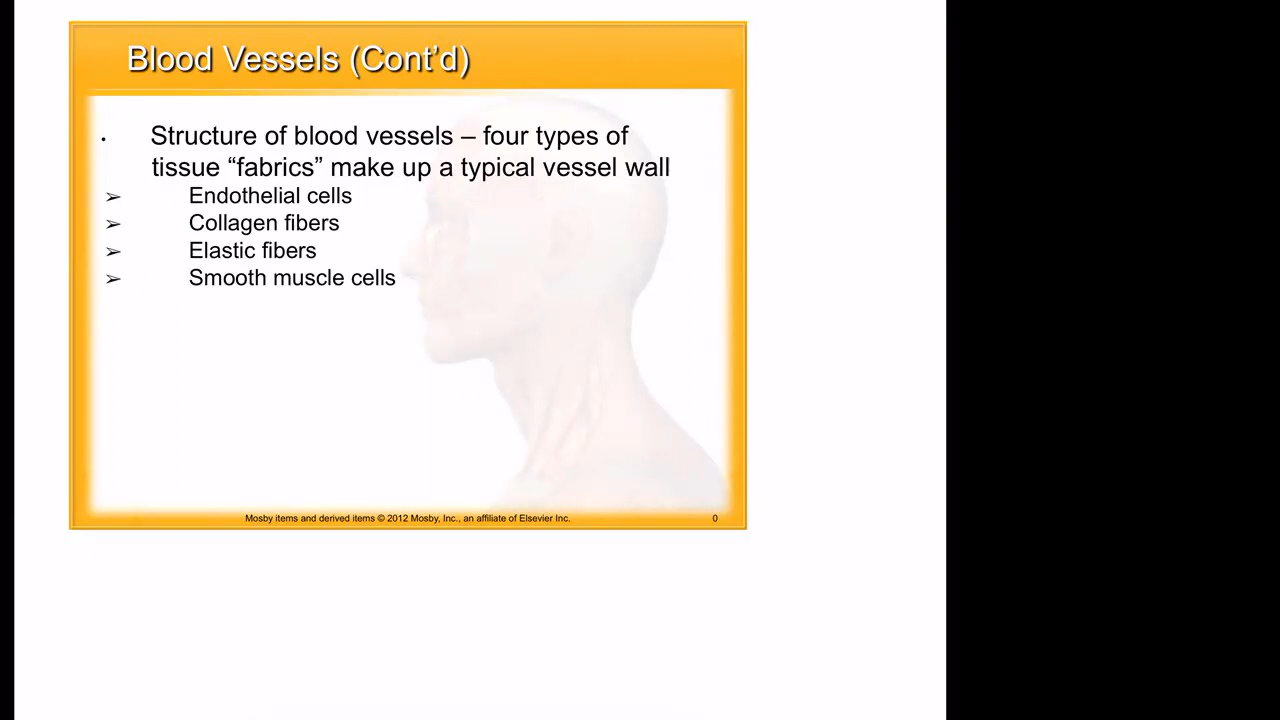 Blood Vessels (Cont’d)
• Structure of blood vessels – four types of
tissue “fabrics” make up a typical vessel wall
➢ Endothelial cells
➢ Collagen fibers
➢ Elastic fibers
➢ Smooth muscle cells
Mosby items and derived items © 2012 Mosby, Inc., an affiliate of Elsevier Inc. 0